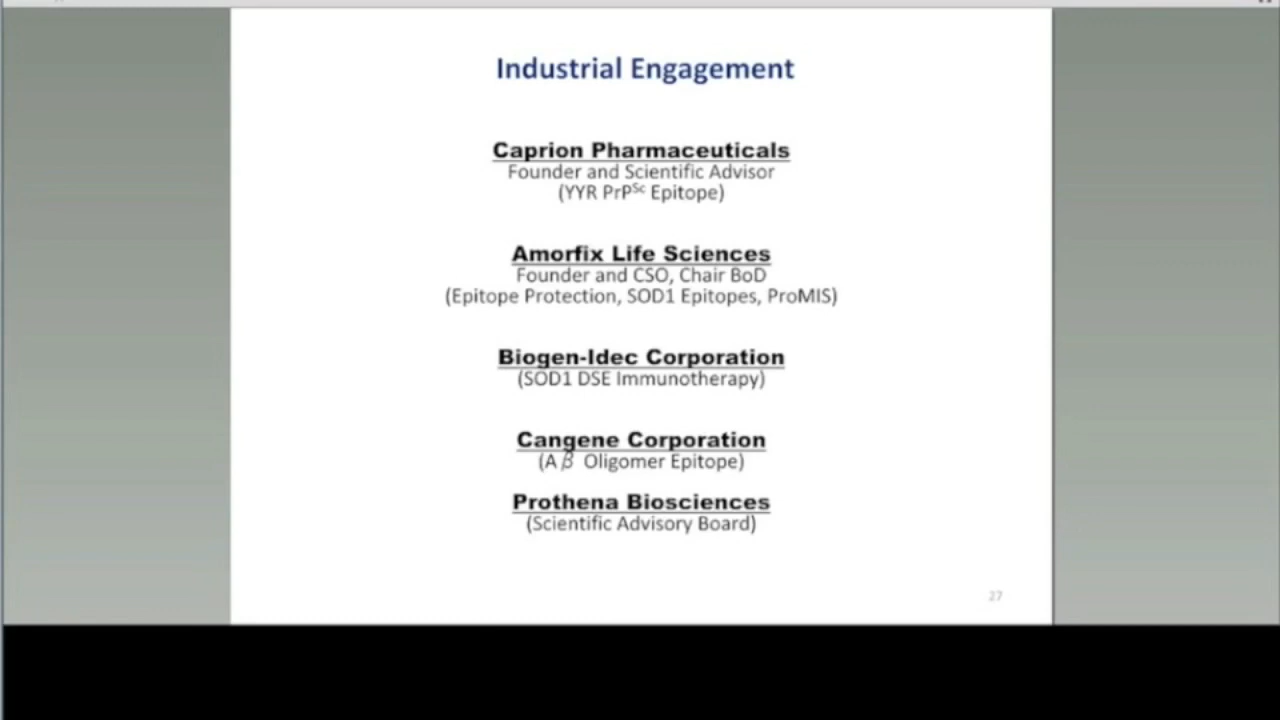 Industrial Engagement
Caprion Pharmaceuticals
Founder and Scientific Advisor
(YYR PrPSc Epitope)
Amorfix Life Sciences
Founder and CSO, Chair BoD
(Epitope Protection, SOD1 Epitopes, ProMIS)
Biogen-Idec Corporation
(SOD1 DSE Immunotherapy)
Cangene Corporation
(Aβ Oligomer Epitope)
Prothena Biosciences
(Scientific Advisory Board)
27